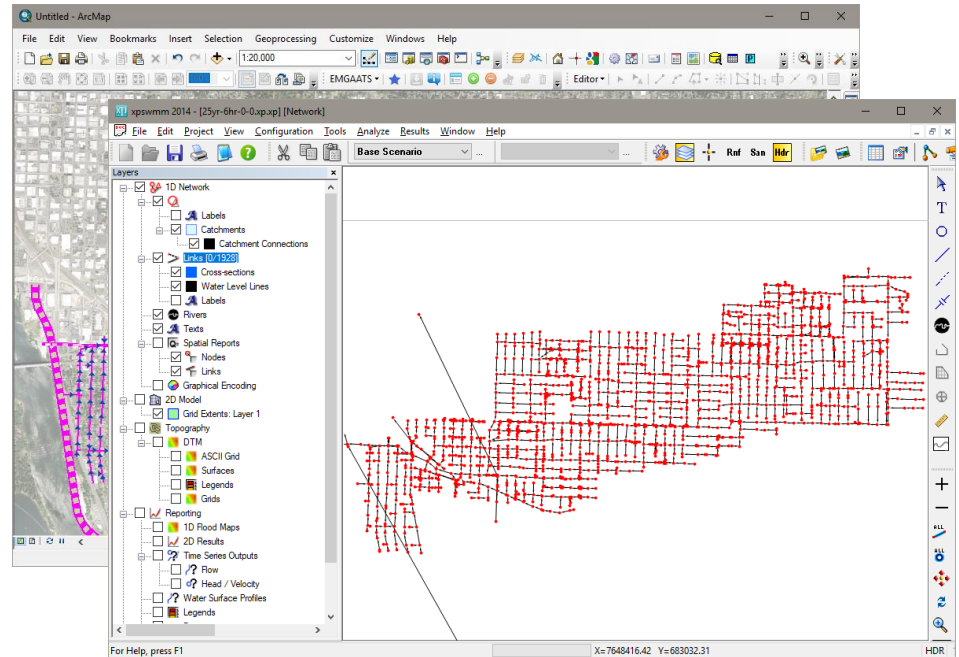 Untitled - ArcMap
File Edit View Bookmarks Insert Selection Geoprocessing Customize Windows Help
1:20,000
EMGAATS Editor
xpswmm 2014 - [25yr-6hr-0-0.xp.xp] [Network]
File Edit Project View Configuration Tools Analyze Results Window Help
Base Scenario ... ... Rnf San Hdr
Layers
1D Network
Labels
Catchments
Catchment Connections
Links [0/1928]
Cross-sections
Water Level Lines
Labels
Rivers
Texts
Spatial Reports
Nodes
Links
Graphical Encoding
2D Model
Grid Extents: Layer 1
Topography
DTM
ASCII Grid
Surfaces
Legends
Grids
Reporting
1D Flood Maps
2D Results
Time Series Outputs
Flow
Head / Velocity
Water Surface Profiles
Legends
ALL
ALL
For Help, press F1 X=7648416.42 Y=683032.31 HDR